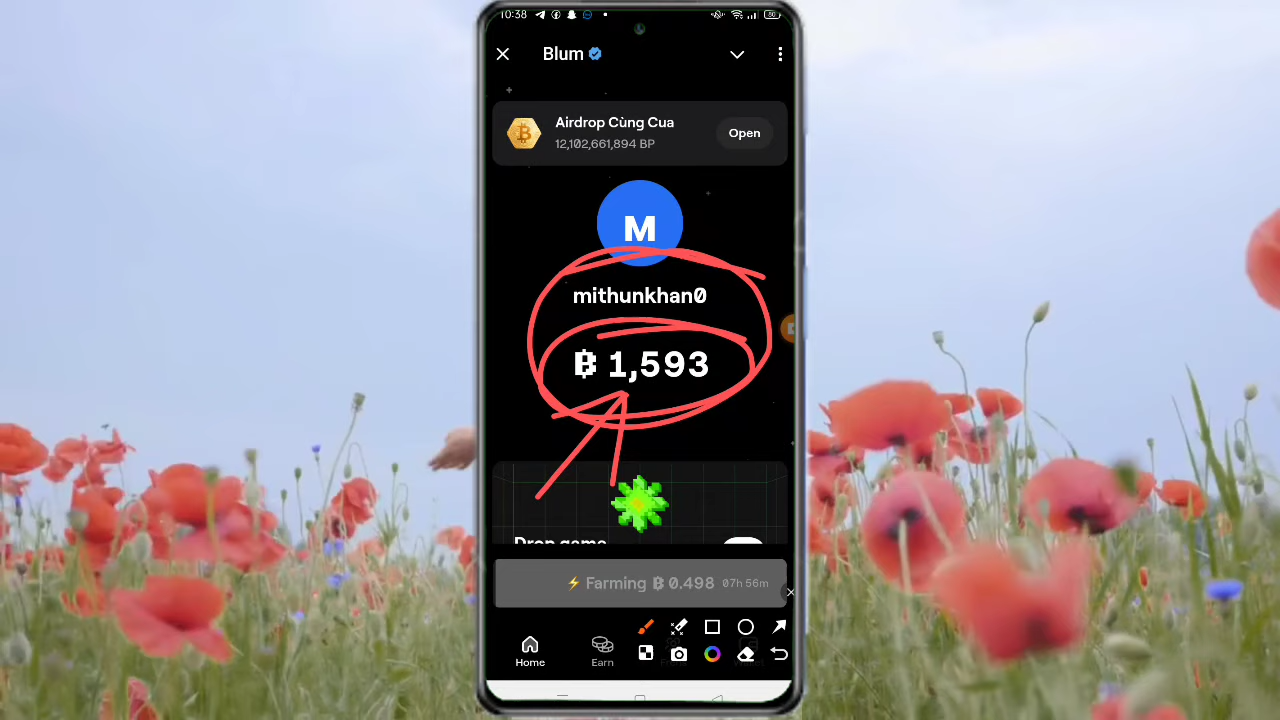 10:38
80
Blum
Airdrop Cùng Cua
12,102,661,894 BP
Open
M
mithunkhan0
1,593
Drop game
Farming 0.498 07h 56m
Home
Earn